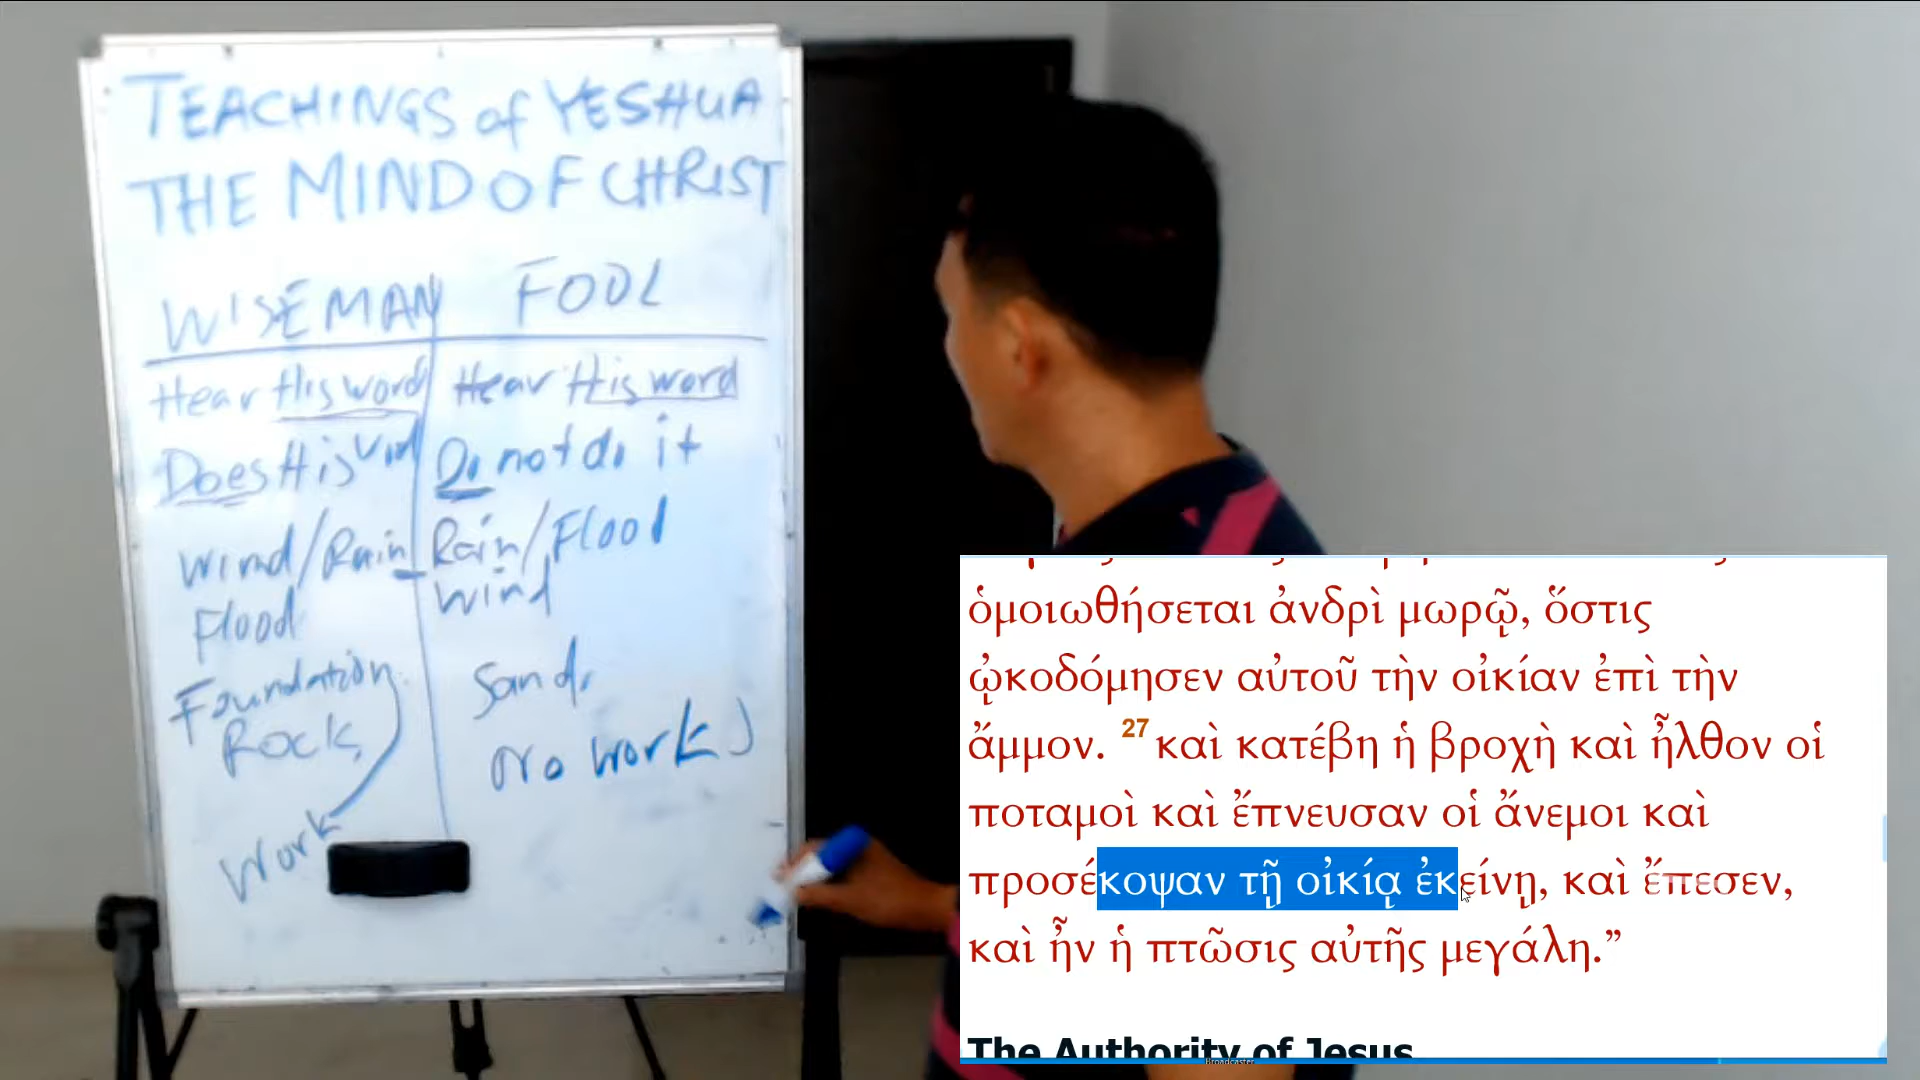 TEACHINGS of YESHUA
THE MIND OF CHRIST
WISE MAN FOOL
Hear His word Hear His word
Does His Do not do it
Wind/Rain Rain/Flood
Flood Wind
Foundation Sand
Rock No work
Work
ὁμοιωθήσεται ἀνδρὶ μωρῷ, ὅστις
ᾠκοδόμησεν αὐτοῦ τὴν οἰκίαν ἐπὶ τὴν
ἄμμον. 27 καὶ κατέβη ἡ βροχὴ καὶ ἦλθον οἱ
ποταμοὶ καὶ ἔπνευσαν οἱ ἄνεμοι καὶ
προσέκοψαν τῇ οἰκίᾳ ἐκείνῃ, καὶ ἔπεσεν,
καὶ ἦν ἡ πτῶσις αὐτῆς μεγάλη.”
The Authority of Jesus
Broadcaster